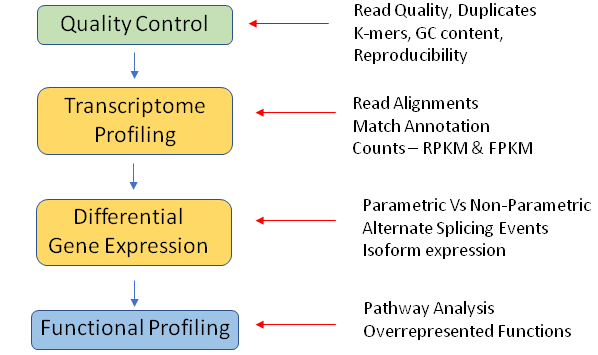 Quality Control
Read Quality, Duplicates
K-mers, GC content,
Reproducibility
Transcriptome
Profiling
Read Alignments
Match Annotation
Counts – RPKM & FPKM
Differential
Gene Expression
Parametric Vs Non-Parametric
Alternate Splicing Events
Isoform expression
Functional Profiling
Pathway Analysis
Overrepresented Functions